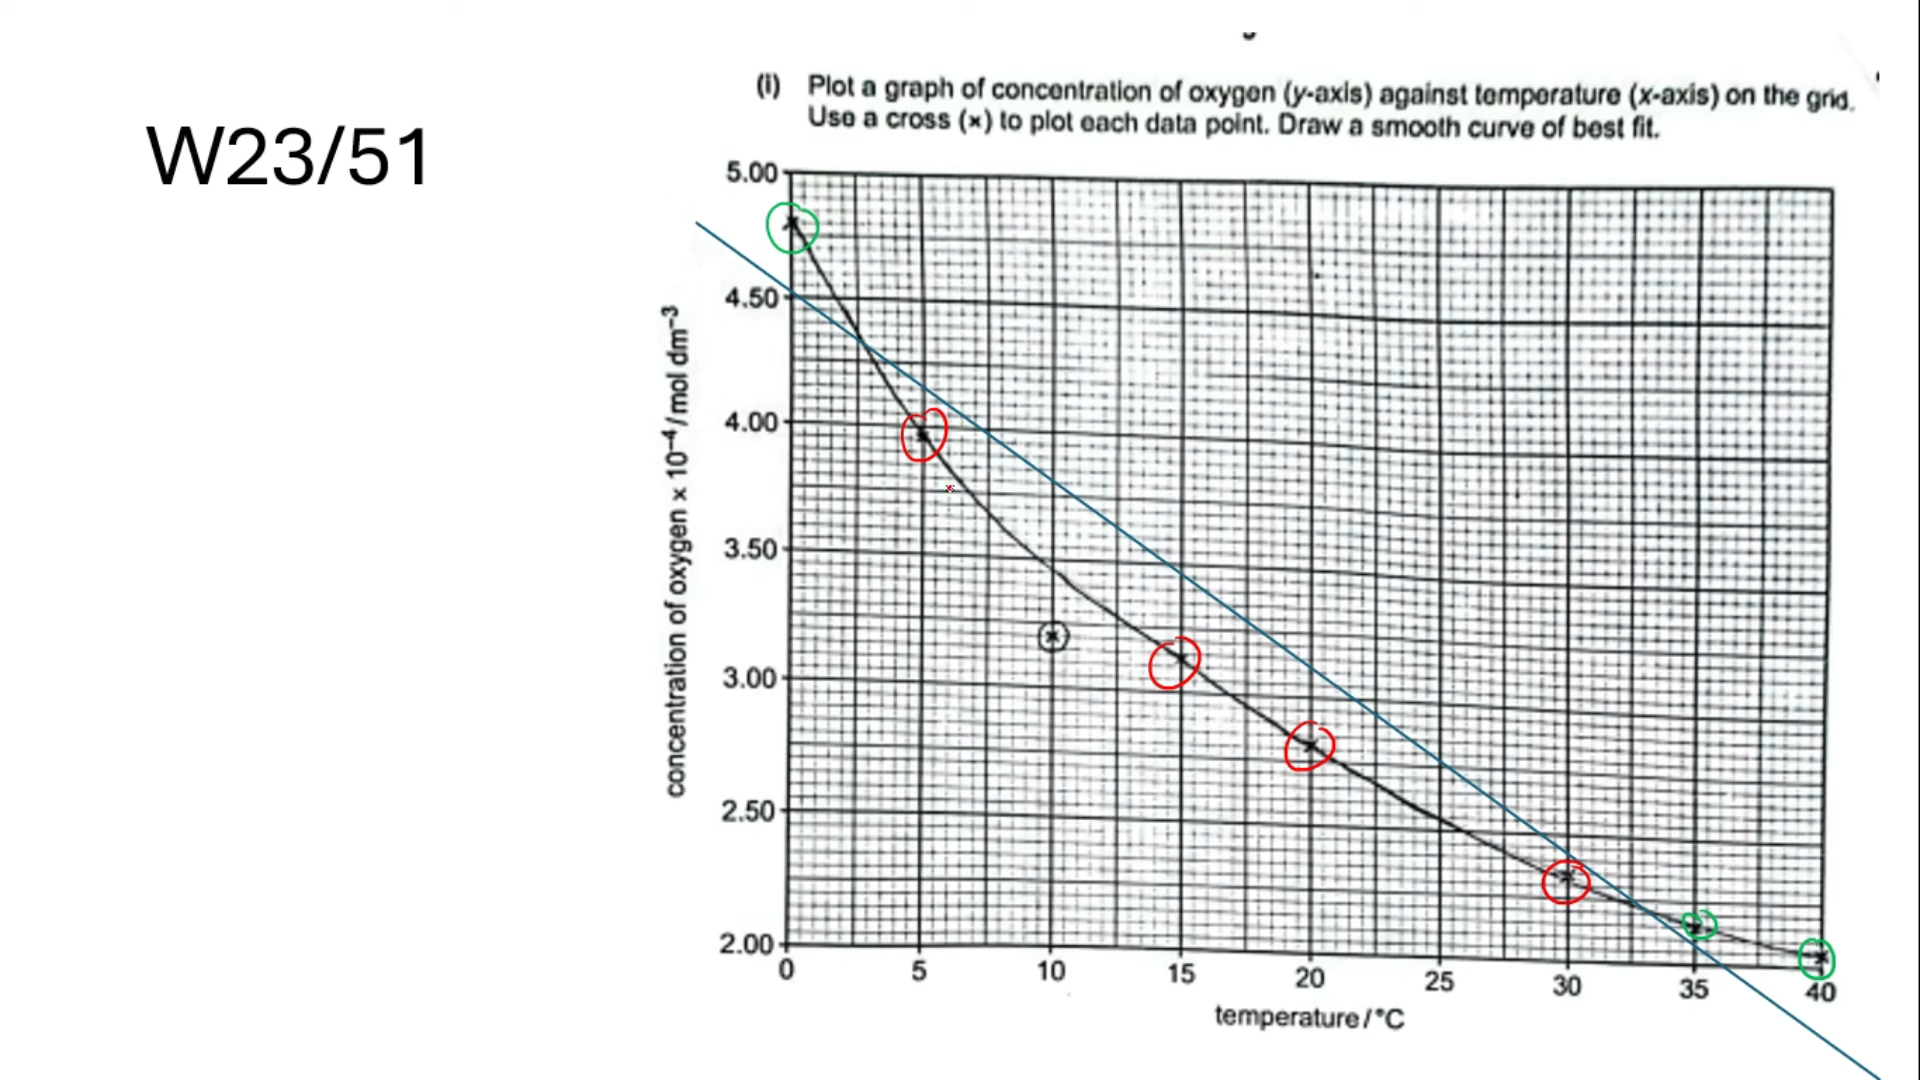 W23/51
(i) Plot a graph of concentration of oxygen (y-axis) against temperature (x-axis) on the grid.
Use a cross (×) to plot each data point. Draw a smooth curve of best fit.
5.00
4.50
4.00
3.50
3.00
2.50
2.00
concentration of oxygen × 10⁻⁴ / mol dm⁻³
0 5 10 15 20 25 30 35 40
temperature / °C